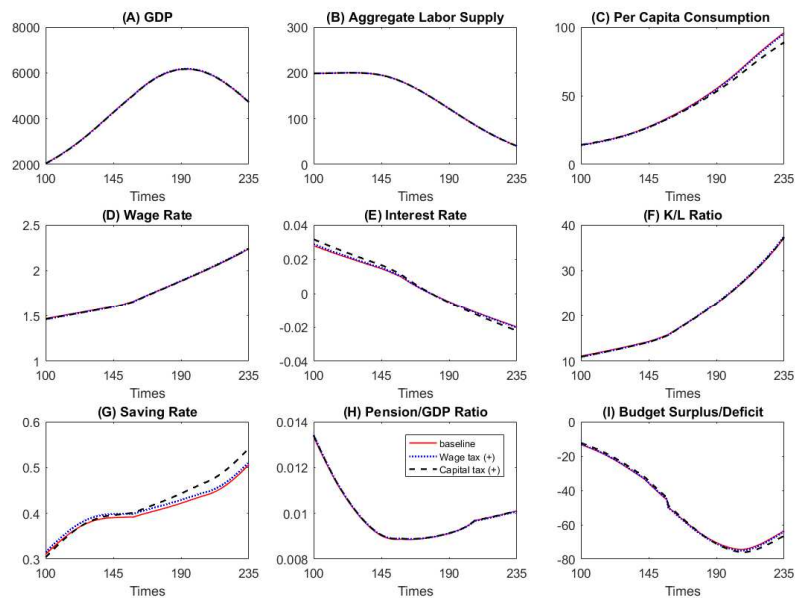 (A) GDP
8000
6000
4000
2000
100 145 190 235
Times
(B) Aggregate Labor Supply
300
200
100
0
100 145 190 235
Times
(C) Per Capita Consumption
100
50
0
100 145 190 235
Times
(D) Wage Rate
2.5
2
1.5
1
100 145 190 235
Times
(E) Interest Rate
0.04
0.02
0
-0.02
-0.04
100 145 190 235
Times
(F) K/L Ratio
40
30
20
10
100 145 190 235
Times
(G) Saving Rate
0.6
0.5
0.4
0.3
100 145 190 235
Times
(H) Pension/GDP Ratio
0.014
0.012
0.01
0.008
baseline
Wage tax (+)
Capital tax (+)
100 145 190 235
Times
(I) Budget Surplus/Deficit
0
-20
-40
-60
-80
100 145 190 235
Times